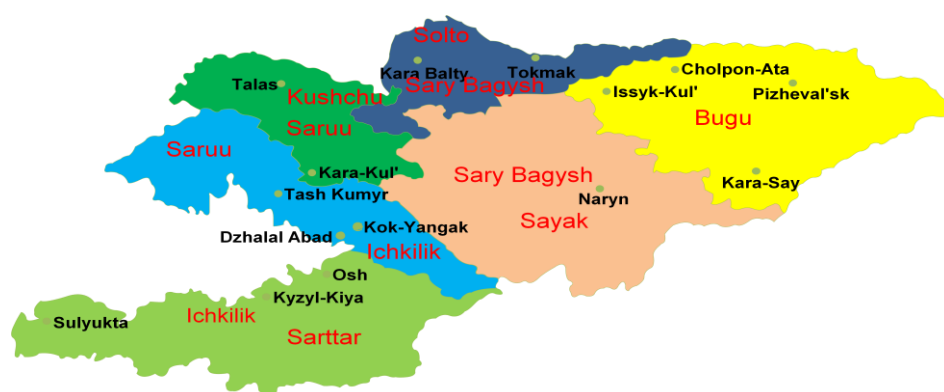 Solto
Kara Balty
Tokmak
Sary Bagysh
Cholpon-Ata
Talas
Kushchu
Issyk-Kul'
Pizheval'sk
Bugu
Saruu
Saruu
Kara-Kul'
Sary Bagysh
Kara-Say
Tash Kumyr
Naryn
Sayak
Kok-Yangak
Dzhalal Abad
Ichkilik
Osh
Kyzyl-Kiya
Ichkilik
Sulyukta
Sarttar